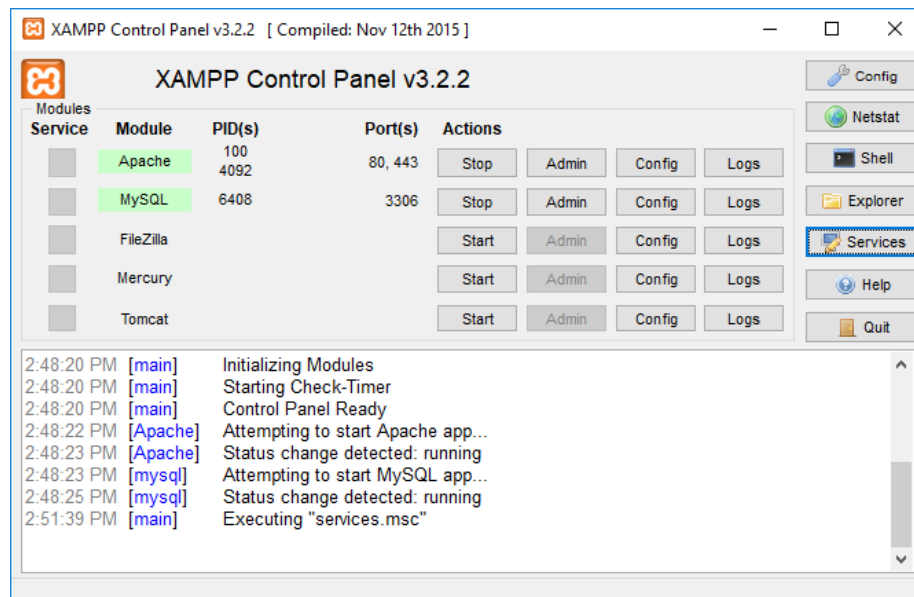 XAMPP Control Panel v3.2.2 [ Compiled: Nov 12th 2015 ]
XAMPP Control Panel v3.2.2
Config
Modules
Netstat
Service Module PID(s) Port(s) Actions
Apache 100 4092 80, 443 Stop Admin Config Logs
Shell
MySQL 6408 3306 Stop Admin Config Logs
Explorer
FileZilla Start Admin Config Logs
Services
Mercury Start Admin Config Logs
Help
Tomcat Start Admin Config Logs
Quit
2:48:20 PM [main] Initializing Modules
2:48:20 PM [main] Starting Check-Timer
2:48:20 PM [main] Control Panel Ready
2:48:22 PM [Apache] Attempting to start Apache app...
2:48:23 PM [Apache] Status change detected: running
2:48:23 PM [mysql] Attempting to start MySQL app...
2:48:25 PM [mysql] Status change detected: running
2:51:39 PM [main] Executing "services.msc"